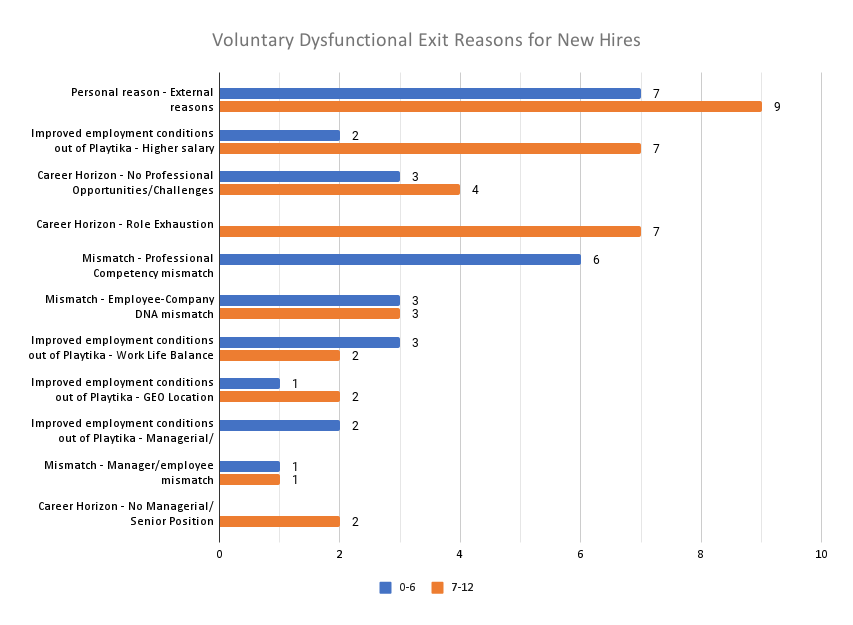 Voluntary Dysfunctional Exit Reasons for New Hires
Personal reason - External
reasons
7
9
Improved employment conditions
out of Playtika - Higher salary
2
7
Career Horizon - No Professional
Opportunities/Challenges
3
4
Career Horizon - Role Exhaustion
7
Mismatch - Professional
Competency mismatch
6
Mismatch - Employee-Company
DNA mismatch
3
3
Improved employment conditions
out of Playtika - Work Life Balance
3
2
Improved employment conditions
out of Playtika - GEO Location
1
2
Improved employment conditions
out of Playtika - Managerial/
2
Mismatch - Manager/employee
mismatch
1
1
Career Horizon - No Managerial/
Senior Position
2
0 2 4 6 8 10
0-6 7-12